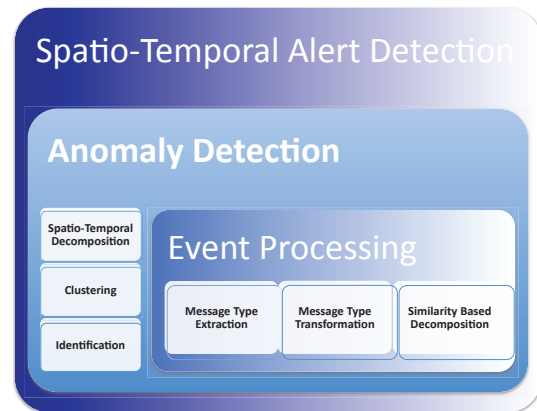 Spatio-Temporal Alert Detection
Anomaly Detection
Spatio-Temporal
Decomposition
Clustering
Identification
Event Processing
Message Type
Extraction
Message Type
Transformation
Similarity Based
Decomposition